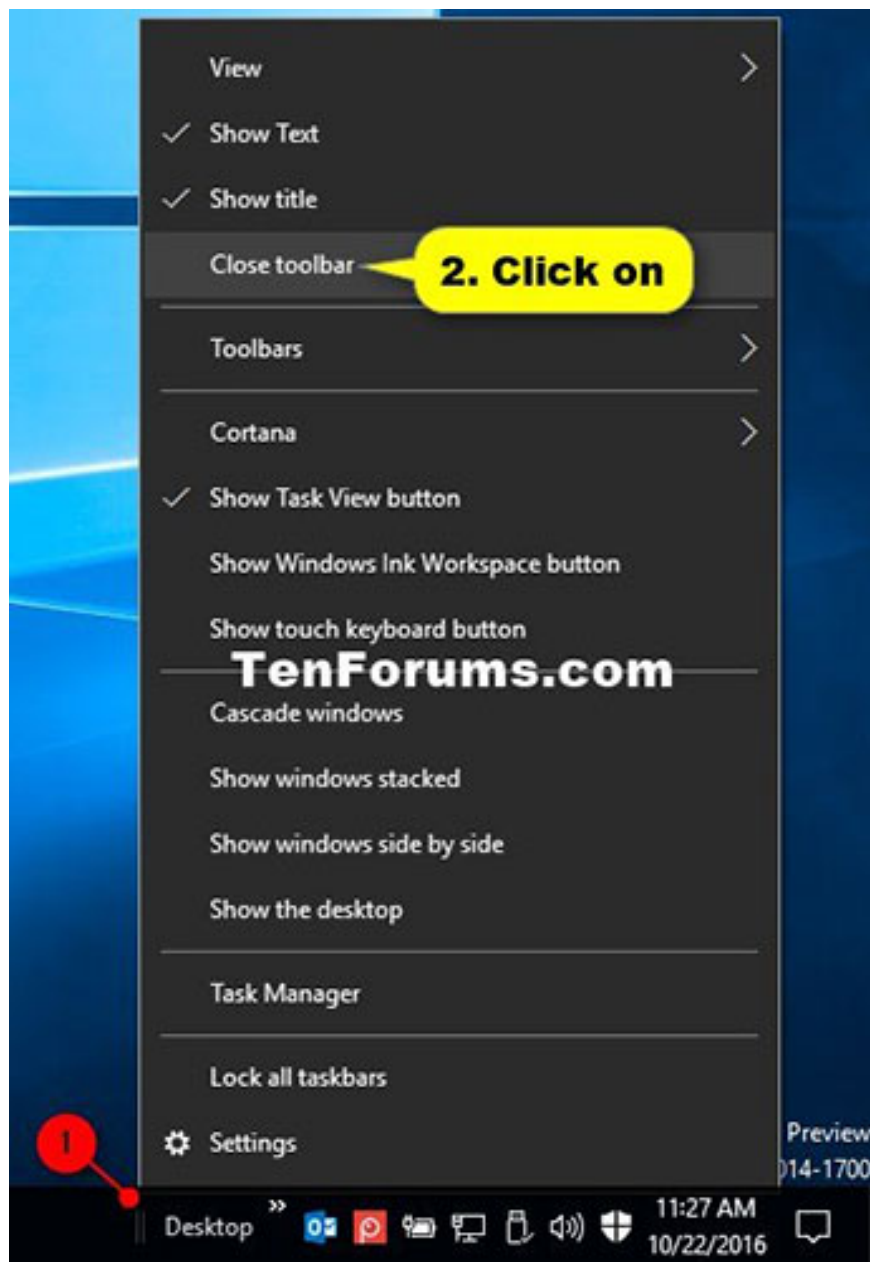 View
Show Text
Show title
Close toolbar
2. Click on
Toolbars
Cortana
Show Task View button
Show Windows Ink Workspace button
Show touch keyboard button
TenForums.com
Cascade windows
Show windows stacked
Show windows side by side
Show the desktop
Task Manager
Lock all taskbars
1
Settings
Preview
014-1700
Desktop
11:27 AM
10/22/2016